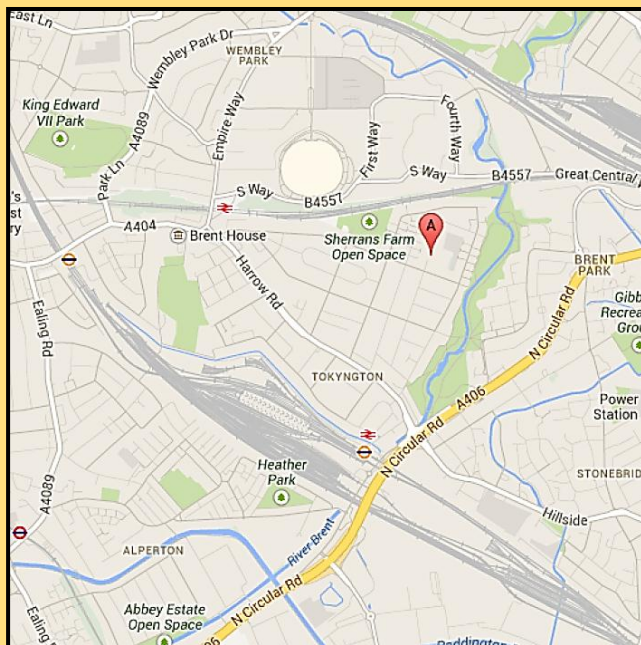 East Ln
Wembley Park Dr
WEMBLEY
PARK
King Edward
VII Park
A4089
Empire Way
First Way
Fourth Way
Park Ln
S Way
S Way
B4557
B4557
Great Central
A404
Brent House
Sherrans Farm
Open Space
A
BRENT
PARK
Harrow Rd
Ealing Rd
N Circular Rd
TOKYNGTON
A406
Power
Station
N Circular Rd
STONEBRID
Heather
Park
A4089
Hillside
River Brent
ALPERTON
Abbey Estate
Open Space
N Circular Rd
Ealing